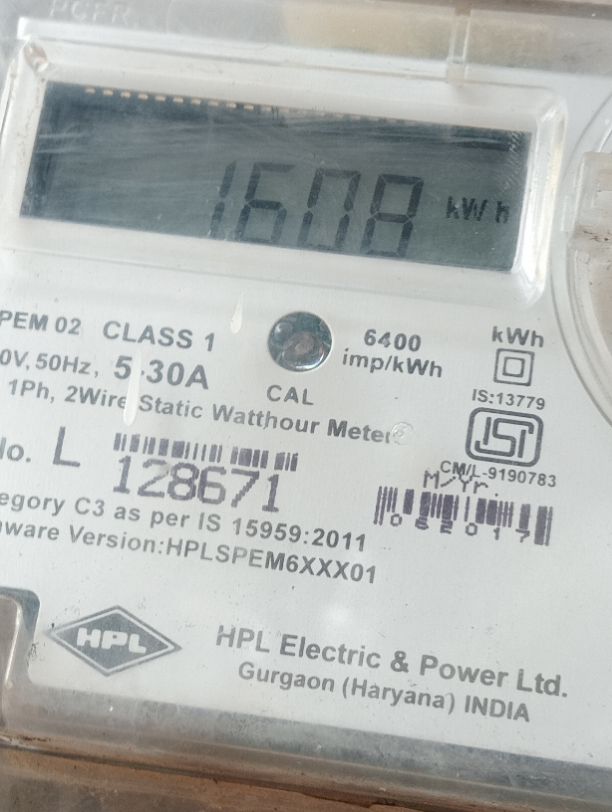 1608 kWh
PEM 02 CLASS 1
0V, 50Hz, 5-30A
6400
imp/kWh
kWh
CAL
1Ph, 2Wire Static Watthour Meter
IS:13779
ISI
CM/L-9190783
No. L 128671
M/Yr.
egory C3 as per IS 15959:2011
ware Version:HPLSPEM6XXX01
HPL
HPL Electric & Power Ltd.
Gurgaon (Haryana) INDIA